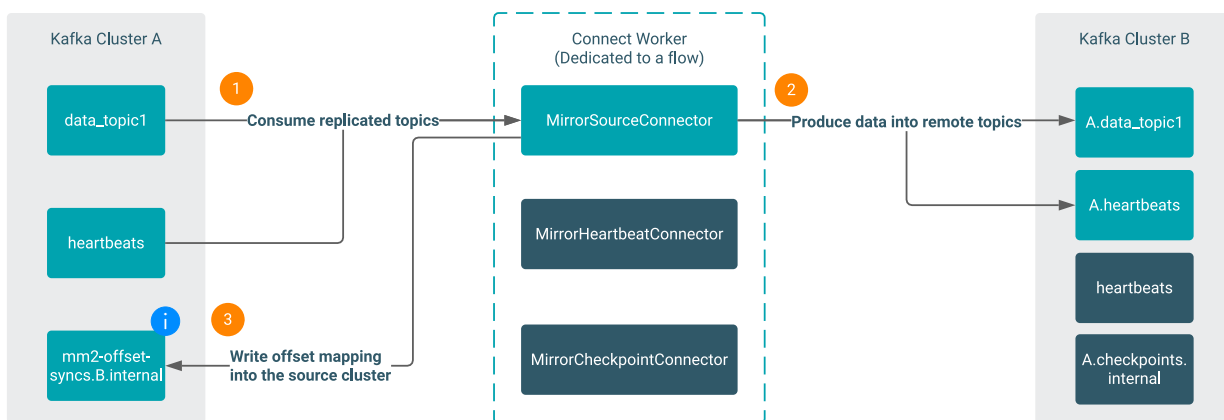 Kafka Cluster A
data_topic1
heartbeats
i
mm2-offset-
syncs.B.internal
1
Consume replicated topics
3
Write offset mapping
into the source cluster
Connect Worker
(Dedicated to a flow)
MirrorSourceConnector
MirrorHeartbeatConnector
MirrorCheckpointConnector
2
Produce data into remote topics
Kafka Cluster B
A.data_topic1
A.heartbeats
heartbeats
A.checkpoints.
internal